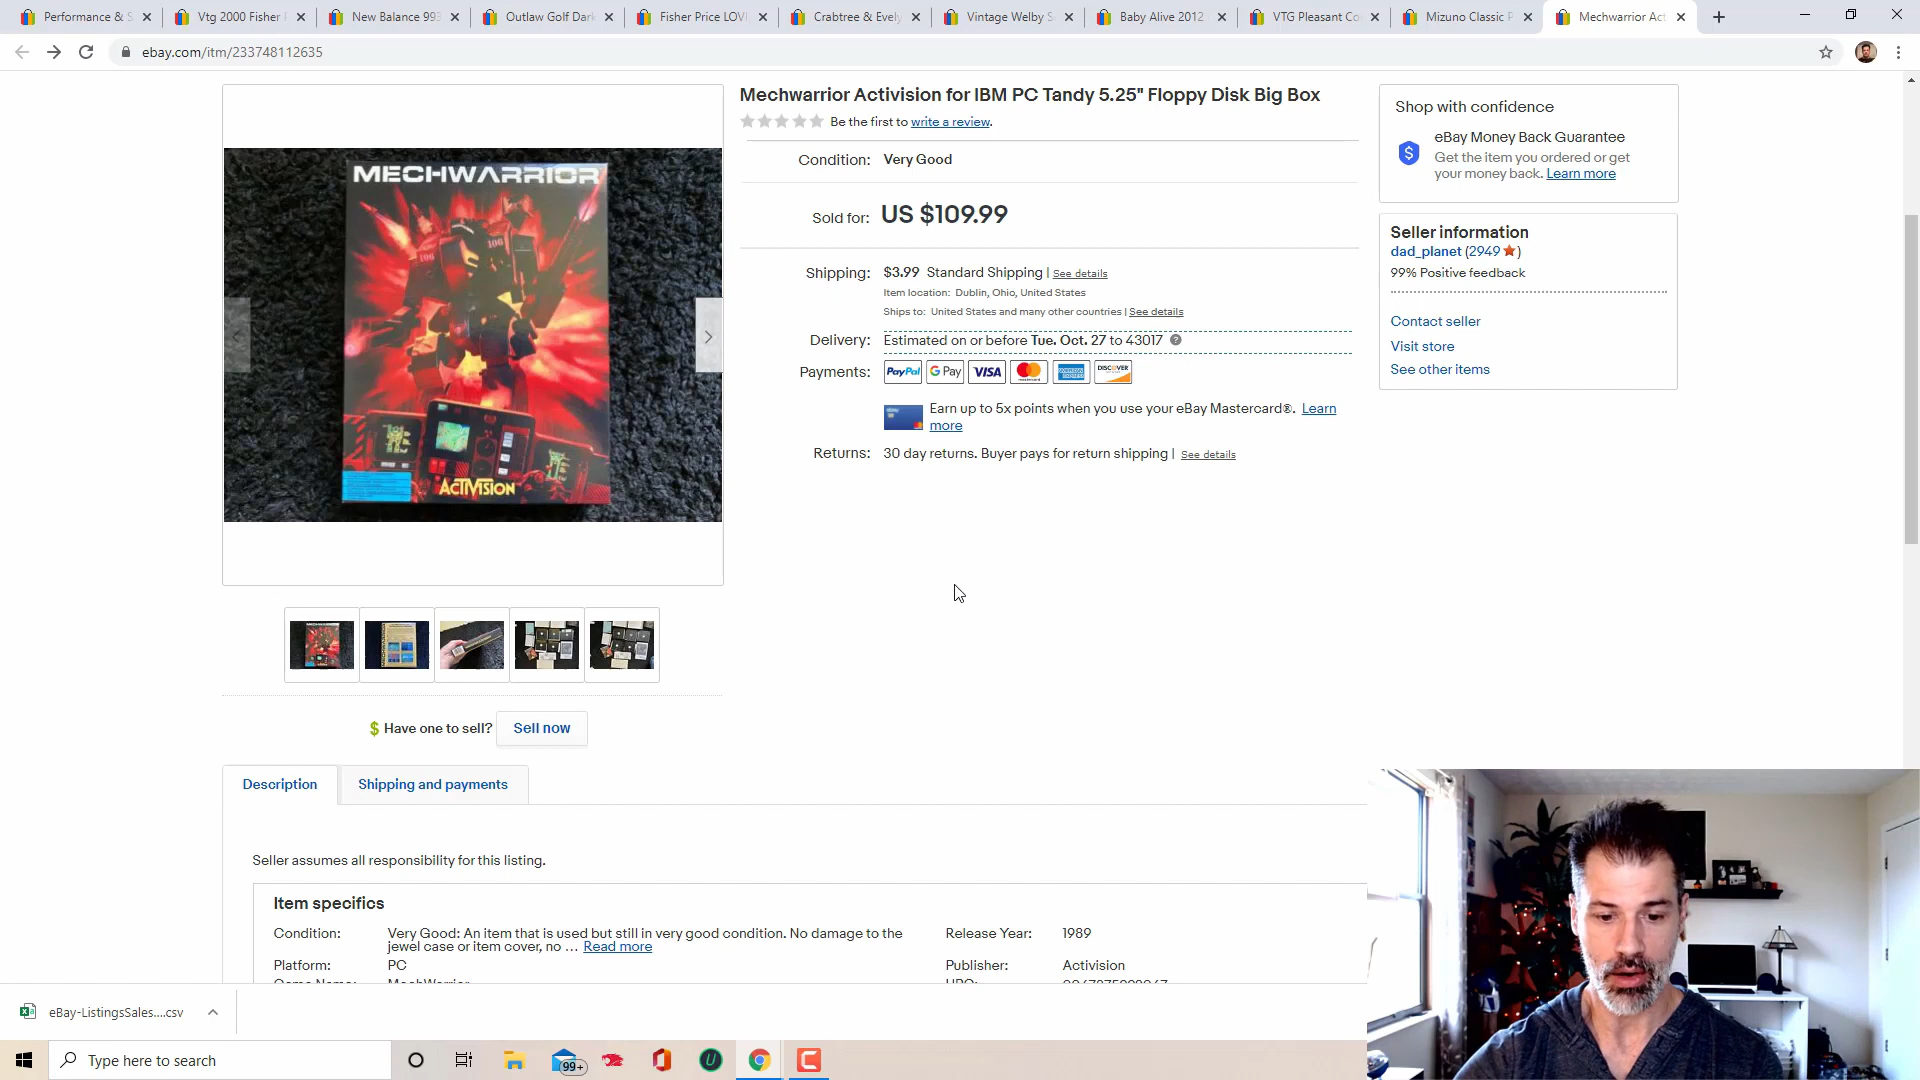 Performance & S
Vtg 2000 Fisher P
New Balance 993
Outlaw Golf Dark
Fisher Price LOVI
Crabtree & Evely
Vintage Welby S
Baby Alive 2012
VTG Pleasant Co
Mizuno Classic P
Mechwarrior Act
ebay.com/itm/233748112635
MECHWARRIOR
106
106
ACTIVISION
Mechwarrior Activision for IBM PC Tandy 5.25" Floppy Disk Big Box
Be the first to write a review.
Condition: Very Good
Sold for: US $109.99
Shipping: $3.99 Standard Shipping | See details
Item location: Dublin, Ohio, United States
Ships to: United States and many other countries | See details
Delivery: Estimated on or before Tue. Oct. 27 to 43017
Payments: PayPal G Pay VISA mastercard AMERICAN EXPRESS DISCOVER
Earn up to 5x points when you use your eBay Mastercard®. Learn
more
Returns: 30 day returns. Buyer pays for return shipping | See details
Shop with confidence
eBay Money Back Guarantee
Get the item you ordered or get
your money back. Learn more
Seller information
dad_planet (2949)
99% Positive feedback
Contact seller
Visit store
See other items
$ Have one to sell? Sell now
Description
Shipping and payments
Seller assumes all responsibility for this listing.
Item specifics
Condition: Very Good: An item that is used but still in very good condition. No damage to the
jewel case or item cover, no ... Read more
Release Year: 1989
Platform: PC
Publisher: Activision
eBay-ListingsSales....csv
Type here to search
99+